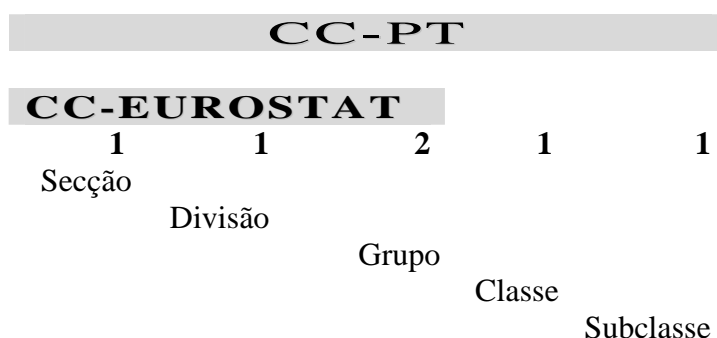 CC-PT
CC-EUROSTAT
1 1 2 1 1
Secção
Divisão
Grupo
Classe
Subclasse